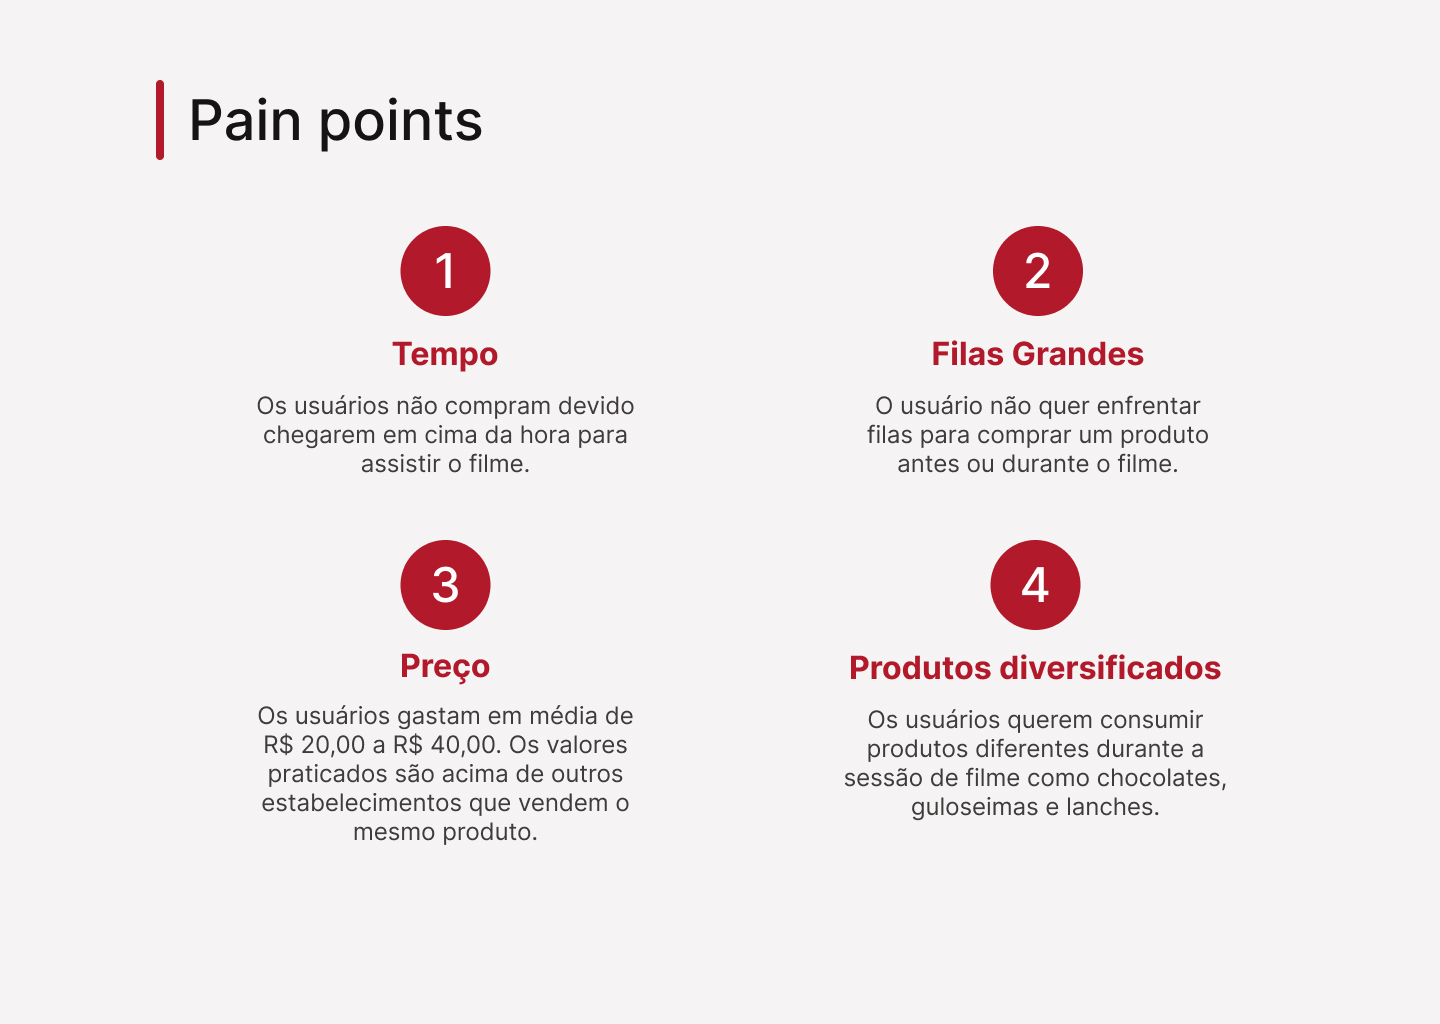 Pain points
1
Tempo
Os usuários não compram devido
chegarem em cima da hora para
assistir o filme.
2
Filas Grandes
O usuário não quer enfrentar
filas para comprar um produto
antes ou durante o filme.
3
Preço
Os usuários gastam em média de
R$ 20,00 a R$ 40,00. Os valores
praticados são acima de outros
estabelecimentos que vendem o
mesmo produto.
4
Produtos diversificados
Os usuários querem consumir
produtos diferentes durante a
sessão de filme como chocolates,
guloseimas e lanches.